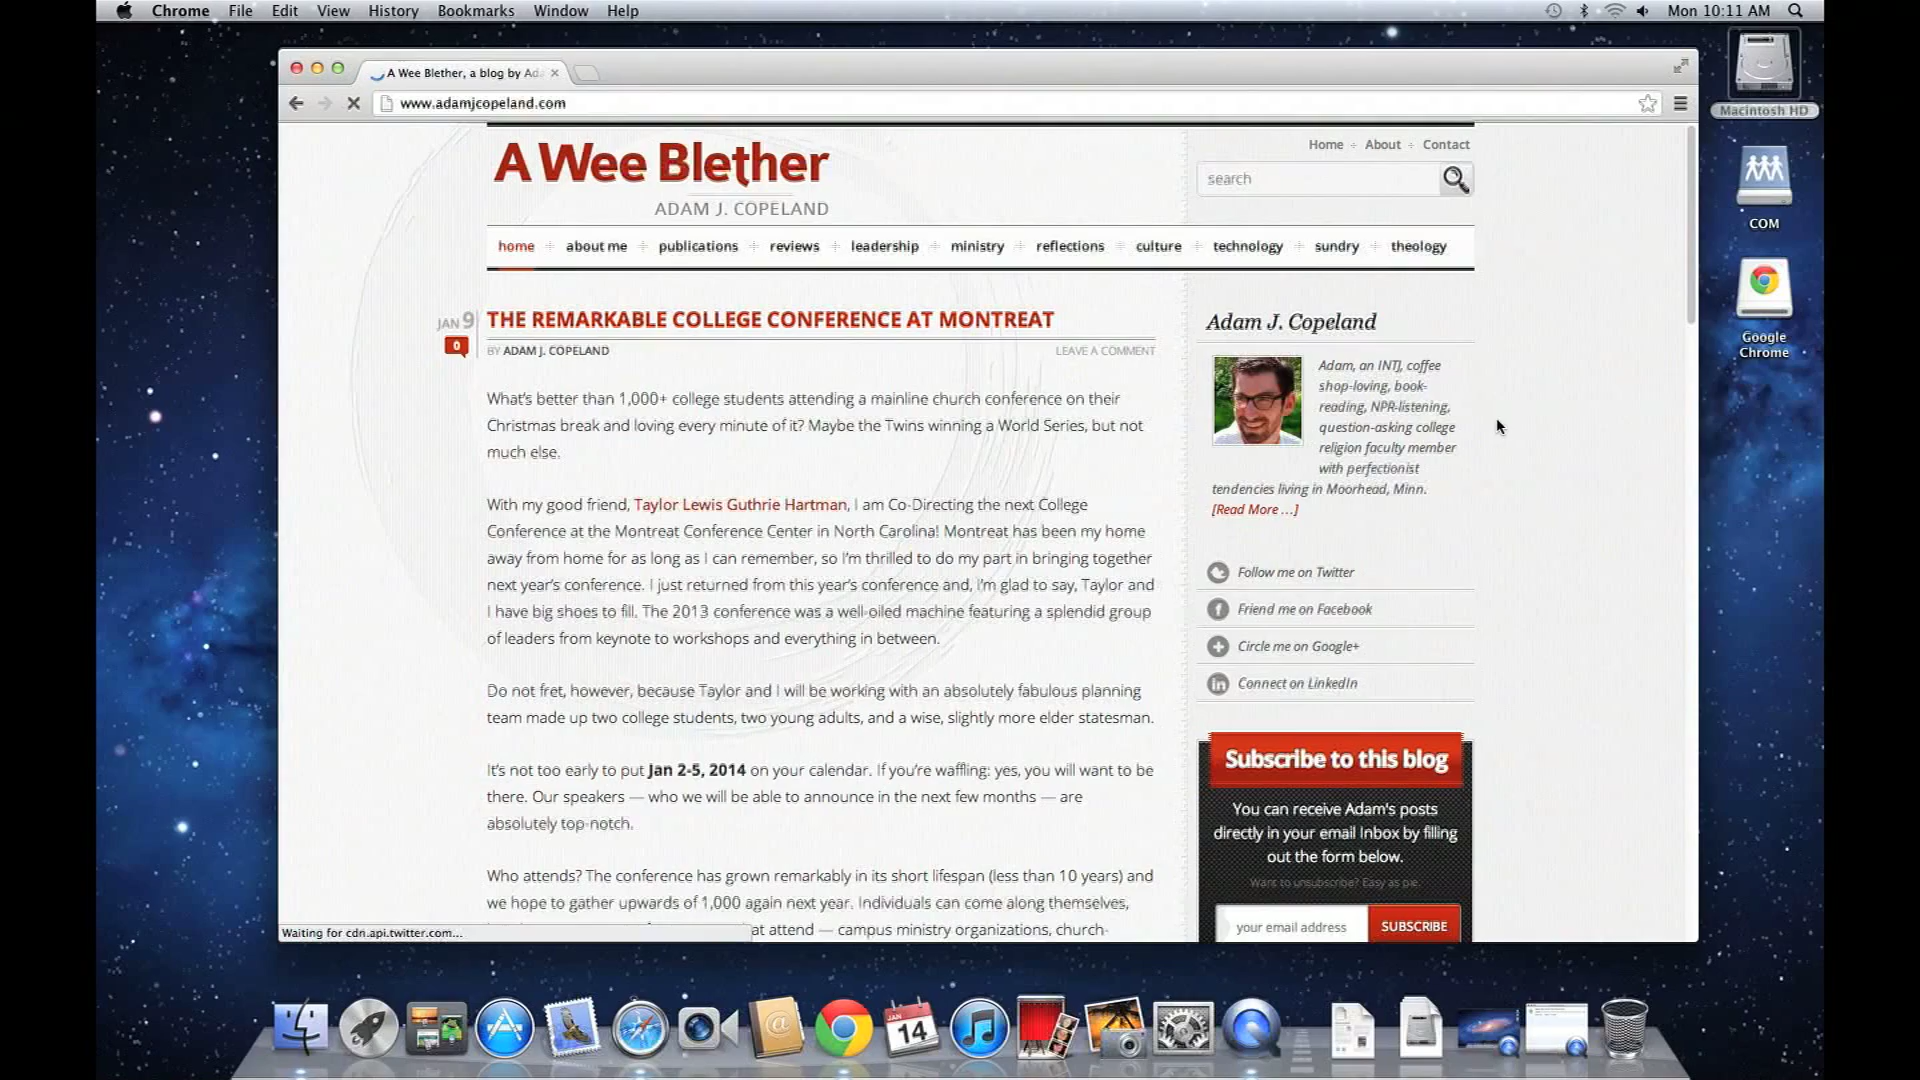 Chrome File Edit View History Bookmarks Window Help
Mon 10:11 AM
A Wee Blether, a blog by Ad
www.adamjcopeland.com
Macintosh HD
COM
Google
Chrome
A Wee Blether
ADAM J. COPELAND
Home About Contact
search
home about me publications reviews leadership ministry reflections culture technology sundry theology
JAN 9
0
THE REMARKABLE COLLEGE CONFERENCE AT MONTREAT
BY ADAM J. COPELAND
LEAVE A COMMENT
What's better than 1,000+ college students attending a mainline church conference on their
Christmas break and loving every minute of it? Maybe the Twins winning a World Series, but not
much else.
With my good friend, Taylor Lewis Guthrie Hartman, I am Co-Directing the next College
Conference at the Montreat Conference Center in North Carolina! Montreat has been my home
away from home for as long as I can remember, so I'm thrilled to do my part in bringing together
next year's conference. I just returned from this year's conference and, I'm glad to say, Taylor and
I have big shoes to fill. The 2013 conference was a well-oiled machine featuring a splendid group
of leaders from keynote to workshops and everything in between.
Do not fret, however, because Taylor and I will be working with an absolutely fabulous planning
team made up two college students, two young adults, and a wise, slightly more elder statesman.
It's not too early to put Jan 2-5, 2014 on your calendar. If you're waffling: yes, you will want to be
there. Our speakers — who we will be able to announce in the next few months — are
absolutely top-notch.
Who attends? The conference has grown remarkably in its short lifespan (less than 10 years) and
we hope to gather upwards of 1,000 again next year. Individuals can come along themselves,
at attend — campus ministry organizations, church-
Waiting for cdn.api.twitter.com...
Adam J. Copeland
Adam, an INTJ, coffee
shop-loving, book-
reading, NPR-listening,
question-asking college
religion faculty member
with perfectionist
tendencies living in Moorhead, Minn.
[Read More …]
Follow me on Twitter
Friend me on Facebook
Circle me on Google+
Connect on LinkedIn
Subscribe to this blog
You can receive Adam's posts
directly in your email Inbox by filling
out the form below.
Want to unsubscribe? Easy as pie.
your email address
SUBSCRIBE
JAN
14